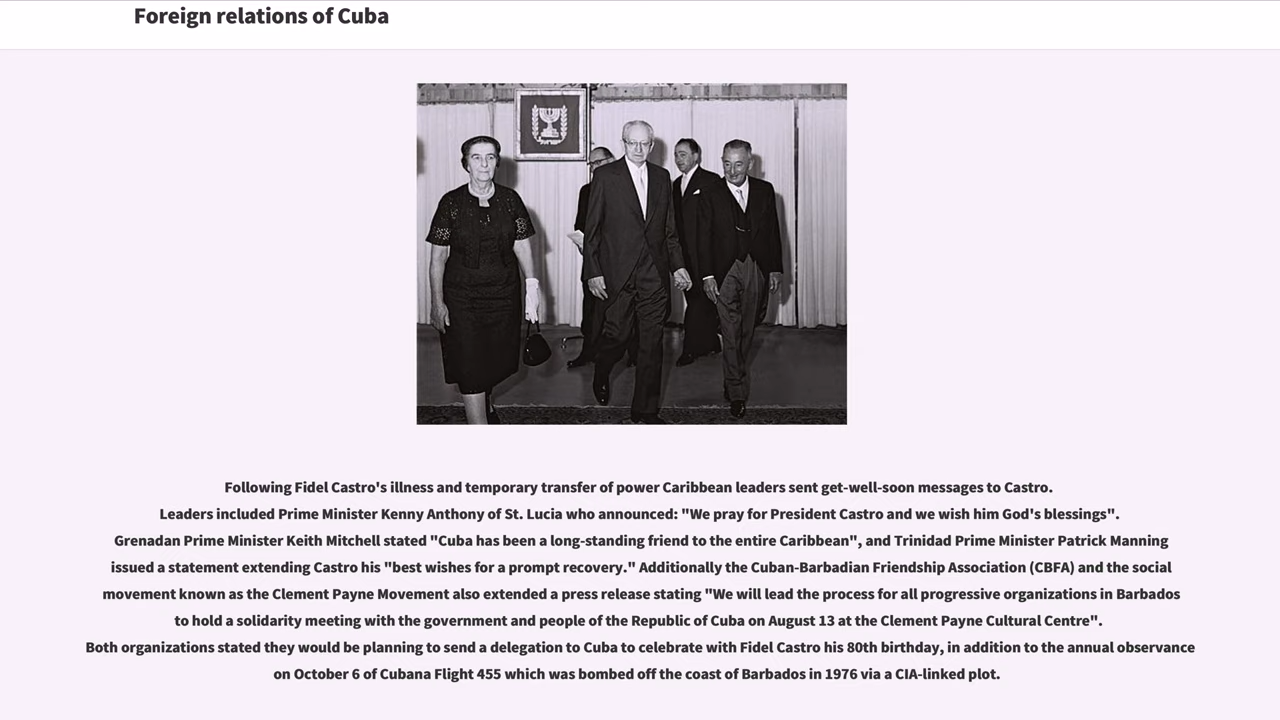 Foreign relations of Cuba
Following Fidel Castro's illness and temporary transfer of power Caribbean leaders sent get-well-soon messages to Castro.
Leaders included Prime Minister Kenny Anthony of St. Lucia who announced: "We pray for President Castro and we wish him God's blessings".
Grenadan Prime Minister Keith Mitchell stated "Cuba has been a long-standing friend to the entire Caribbean", and Trinidad Prime Minister Patrick Manning
issued a statement extending Castro his "best wishes for a prompt recovery." Additionally the Cuban-Barbadian Friendship Association (CBFA) and the social
movement known as the Clement Payne Movement also extended a press release stating "We will lead the process for all progressive organizations in Barbados
to hold a solidarity meeting with the government and people of the Republic of Cuba on August 13 at the Clement Payne Cultural Centre".
Both organizations stated they would be planning to send a delegation to Cuba to celebrate with Fidel Castro his 80th birthday, in addition to the annual observance
on October 6 of Cubana Flight 455 which was bombed off the coast of Barbados in 1976 via a CIA-linked plot.